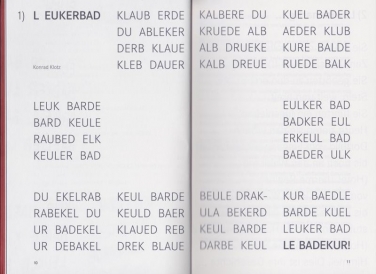 1) L EUKERBAD
KLAUB ERDE
DU ABLEKER
DERB KLAUE
Konrad Klotz
KLEB DAUER
LEUK BARDE
BARD KEULE
RAUBED ELK
KEULER BAD
DU EKELRAB
KEUL BARDE
RABEKEL DU
KEULD BAER
UR BADEKEL
KLAUED REB
UR DEBAKEL
DREK BLAUE
10
KALBERE DU
KUEL BADER
KRUEDE ALB
AEDER KLUB
ALB DRUEKE
KURE BALDE
KALB DREUE
RUEDE BALK
EULKER BAD
BADKER EUL
ERKEUL BAD
BAEDER ULK
BEULE DRAK-
KUR BAEDLE
ULA BEKERD
BARDE KUEL
KEUL BARDE
LEUKER BAD
DARBE KEUL
LE BADEKUR!
11